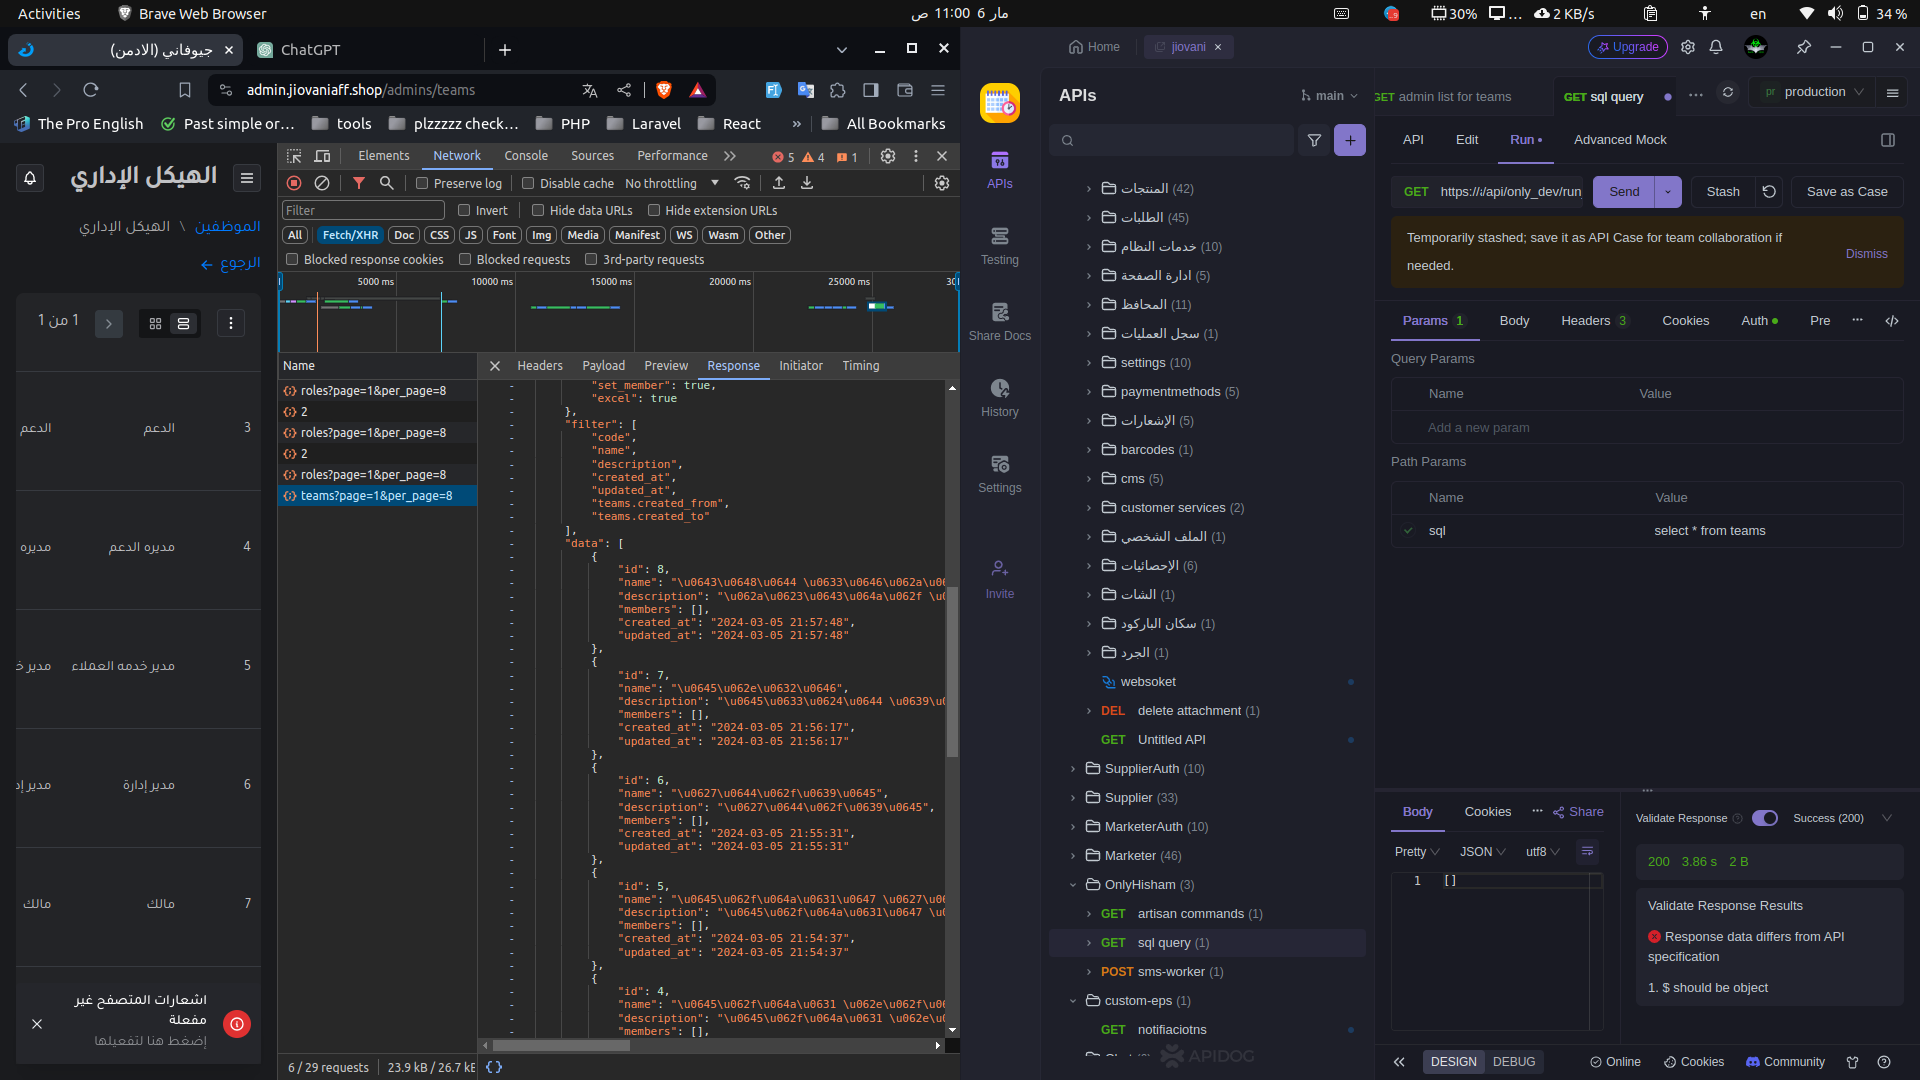 Activities
Brave Web Browser
مار 6 11:00 ص
30%
...
2 KB/s
en
34 %
جيوفاني (الادمن)
ChatGPT
admin.jiovaniaff.shop/admins/teams
The Pro English
Past simple or...
tools
plzzzzz check...
PHP
Laravel
React
»
All Bookmarks
الهيكل الإداري
الموظفين \ الهيكل الإداري
الرجوع
1 من 1
3 الدعم الدعم
4 مديره الدعم مديره
5 مدير خدمه العملاء
6 مدير إدارة
7 مالك مالك
اشعارات المتصفح غير مفعلة
إضغط هنا لتفعيلها
Elements
Network
Console
Sources
Performance
5
4
1
Preserve log
Disable cache
No throttling
Filter
Invert
Hide data URLs
Hide extension URLs
All
Fetch/XHR
Doc
CSS
JS
Font
Img
Media
Manifest
WS
Wasm
Other
Blocked response cookies
Blocked requests
3rd-party requests
5000 ms
10000 ms
15000 ms
20000 ms
25000 ms
Name
Headers
Payload
Preview
Response
Initiator
Timing
roles?page=1&per_page=8
2
roles?page=1&per_page=8
2
roles?page=1&per_page=8
teams?page=1&per_page=8
"set_member": true,
"excel": true
},
"filter": [
"code",
"name",
"description",
"created_at",
"updated_at",
"teams.created_from",
"teams.created_to"
],
"data": [
{
"id": 8,
"name": "\u0643\u0648\u0644 \u0633\u0646\u062a\u0
"description": "\u062a\u0623\u0643\u064a\u062f \u0
"members": [],
"created_at": "2024-03-05 21:57:48",
"updated_at": "2024-03-05 21:57:48"
},
{
"id": 7,
"name": "\u0645\u062e\u0632\u0646",
"description": "\u0645\u0633\u0624\u0644 \u0639\u0
"members": [],
"created_at": "2024-03-05 21:56:17",
"updated_at": "2024-03-05 21:56:17"
},
{
"id": 6,
"name": "\u0627\u0644\u062f\u0639\u0645",
"description": "\u0627\u0644\u062f\u0639\u0645",
"members": [],
"created_at": "2024-03-05 21:55:31",
"updated_at": "2024-03-05 21:55:31"
},
{
"id": 5,
"name": "\u0645\u062f\u064a\u0631\u0647 \u0627\u0
"description": "\u0645\u062f\u064a\u0631\u0647 \u0
"members": [],
"created_at": "2024-03-05 21:54:37",
"updated_at": "2024-03-05 21:54:37"
},
{
"id": 4,
"name": "\u0645\u062f\u064a\u0631 \u062e\u062f\u0
"description": "\u0645\u062f\u064a\u0631 \u062e\u0
"members": [],
6 / 29 requests
23.9 kB / 26.7 kB
Home
jiovani
Upgrade
APIs
Testing
Share Docs
History
Settings
Invite
APIs
main
المنتجات (42)
الطلبات (45)
خدمات النظام (10)
ادارة الصفحة (5)
المحافظ (11)
سجل العمليات (1)
settings (10)
paymentmethods (5)
الإشعارات (5)
barcodes (1)
cms (5)
customer services (2)
الملف الشخصي (1)
الإحصائيات (6)
الشات (1)
سكان الباركود (1)
الجرد (1)
websoket
DEL delete attachment (1)
GET Untitled API
SupplierAuth (10)
Supplier (33)
MarketerAuth (10)
Marketer (46)
OnlyHisham (3)
GET artisan commands (1)
GET sql query (1)
POST sms-worker (1)
custom-eps (1)
GET notifiaciotns
APIDOG
GET admin list for teams
GET sql query
pr production
API
Edit
Run
Advanced Mock
GET
https://api/only_dev/run
Send
Stash
Save as Case
Temporarily stashed; save it as API Case for team collaboration if needed.
Dismiss
Params 1
Body
Headers 3
Cookies
Auth
Pre
Query Params
Name
Value
Add a new param
Path Params
Name
Value
sql
select * from teams
Body
Cookies
Share
Pretty
JSON
utf8
1 []
Validate Response
Success (200)
200 3.86 s 2 B
Validate Response Results
Response data differs from API specification
1. $ should be object
DESIGN
DEBUG
Online
Cookies
Community